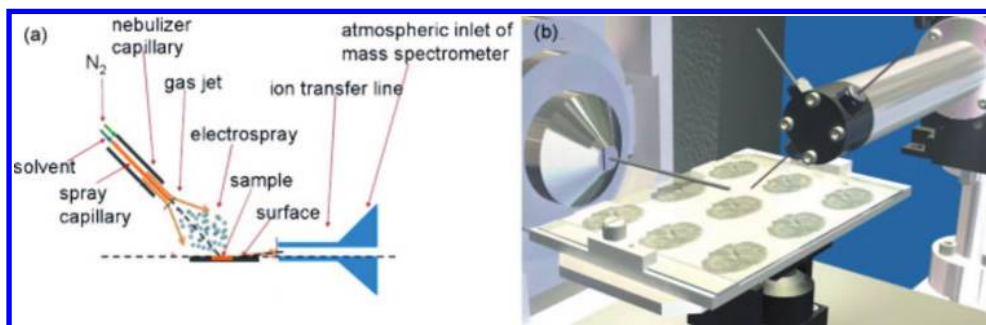 (a)
nebulizer
capillary
N2
gas jet
atmospheric inlet of
mass spectrometer
ion transfer line
electrospray
solvent
sample
spray
capillary
surface
(b)